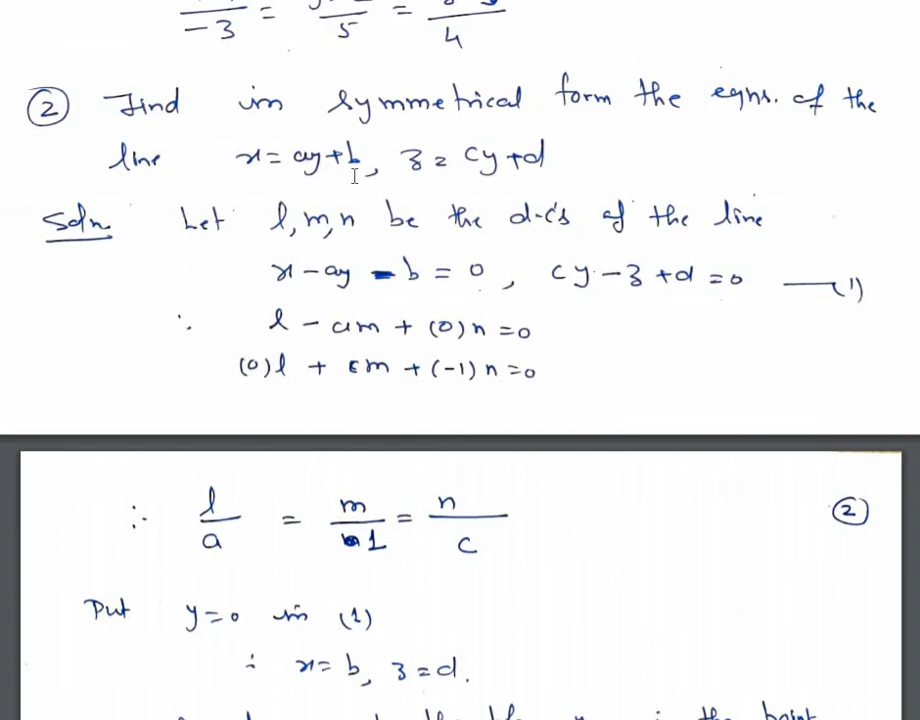 -3 = 5 = 4
② Find in symmetrical form the eqns. of the
line x = ay+b, z = cy+d
Soln Let l, m, n be the d-c's of the line
x - ay - b = 0, cy - z + d = 0 —(1)
∴ l - am + (0)n = 0
(0)l + cm + (-1)n = 0
∴ l/a = m/1 = n/c ②
Put y=0 in (1)
∴ x = b, z = d.
the point